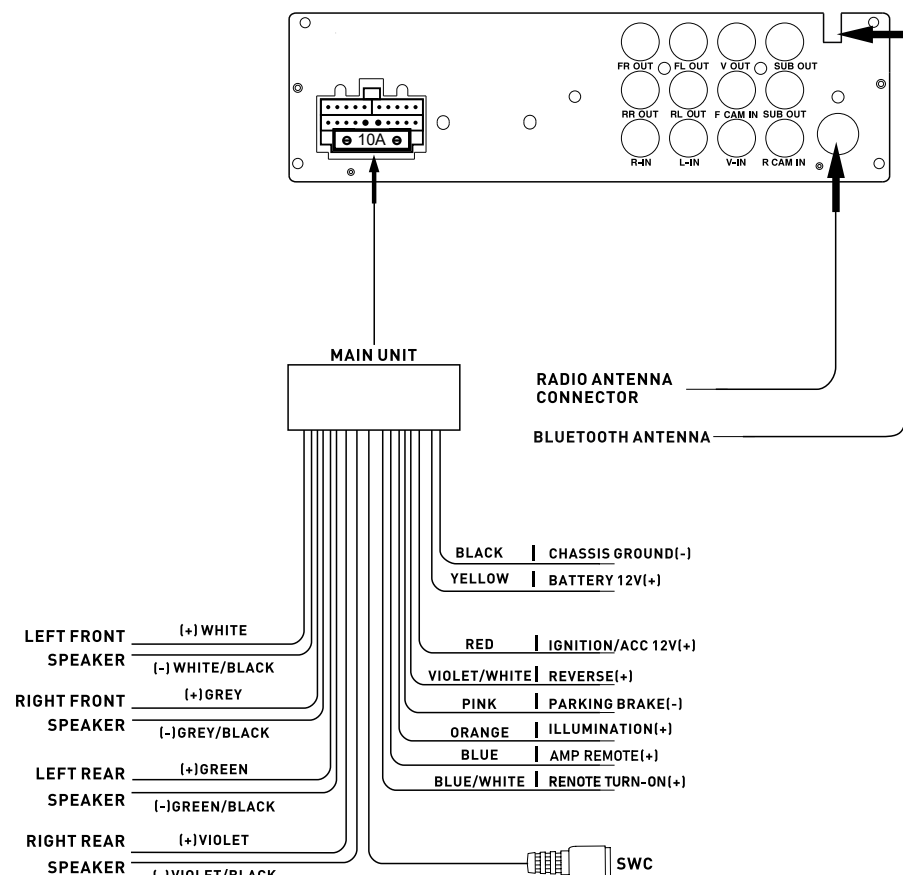 FR OUT FL OUT V OUT SUB OUT
RR OUT RL OUT F CAM IN SUB OUT
10A
R-IN L-IN V-IN R CAM IN
MAIN UNIT
RADIO ANTENNA
CONNECTOR
BLUETOOTH ANTENNA
BLACK CHASSIS GROUND(-)
YELLOW BATTERY 12V(+)
LEFT FRONT
SPEAKER
(+) WHITE
(-) WHITE/BLACK
RIGHT FRONT
SPEAKER
(+)GREY
(-)GREY/BLACK
LEFT REAR
SPEAKER
(+)GREEN
(-)GREEN/BLACK
RIGHT REAR
SPEAKER
(+)VIOLET
(-)VIOLET/BLACK
RED IGNITION/ACC 12V(+)
VIOLET/WHITE REVERSE(+)
PINK PARKING BRAKE(-)
ORANGE ILLUMINATION(+)
BLUE AMP REMOTE(+)
BLUE/WHITE RENOTE TURN-ON(+)
SWC